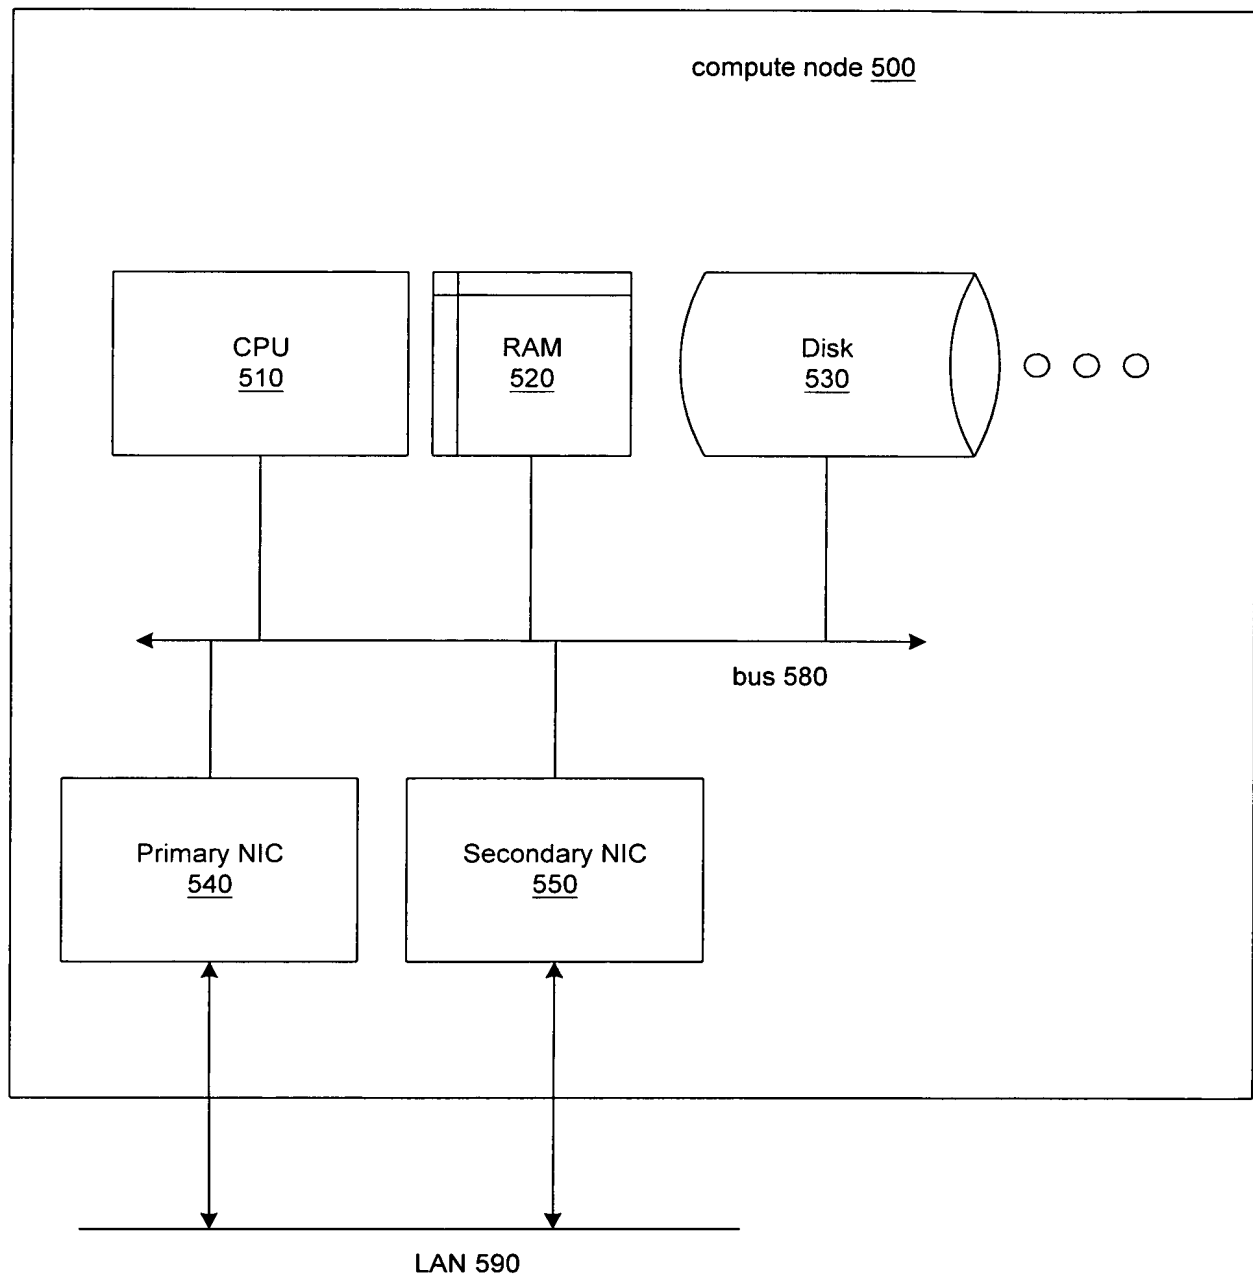 compute node 500
CPU
510
RAM
520
Disk
530
bus 580
Primary NIC
540
Secondary NIC
550
LAN 590